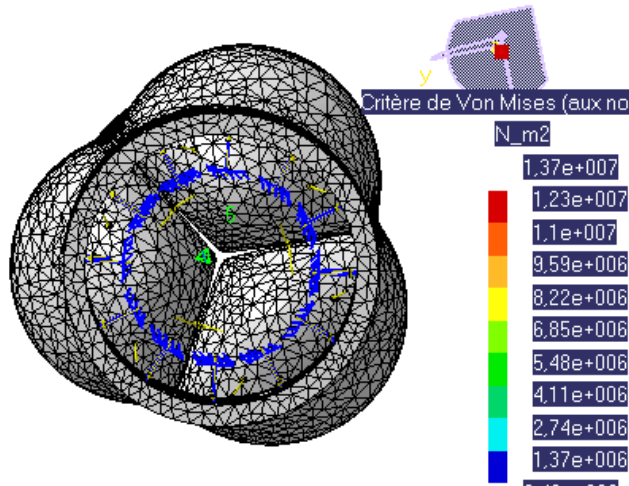 y
Critère de Von Mises (aux no
N_m2
1,37e+007
1,23e+007
1,1e+007
9,59e+006
8,22e+006
6,85e+006
5,48e+006
4,11e+006
2,74e+006
1,37e+006
4